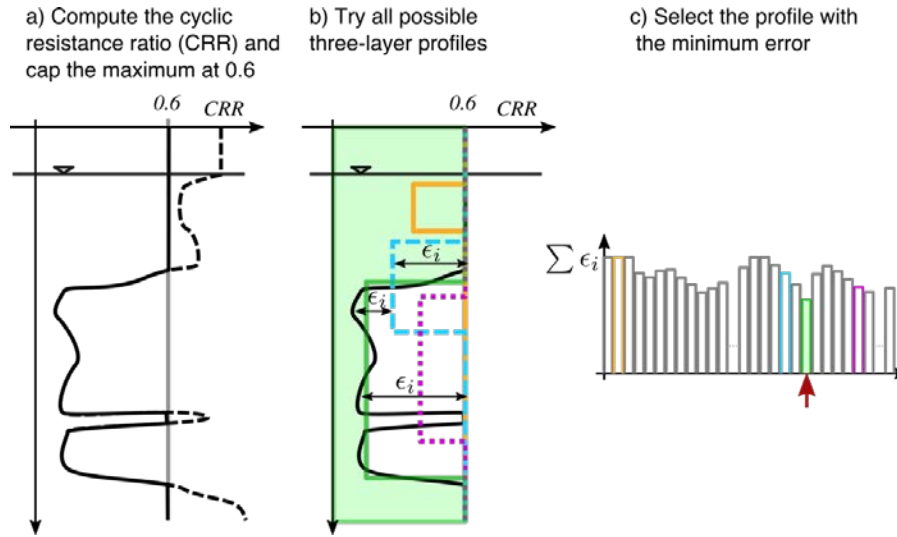 a) Compute the cyclic
resistance ratio (CRR) and
cap the maximum at 0.6
b) Try all possible
three-layer profiles
c) Select the profile with
the minimum error
0.6 CRR
0.6 CRR
ϵi
ϵi
ϵi
∑ ϵi
...
...